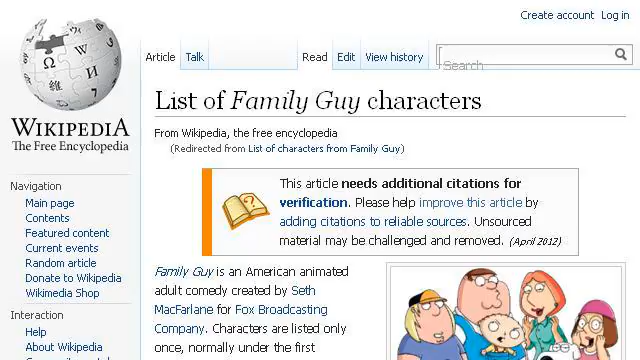 Create account Log in
Article Talk Read Edit View history Search
WIKIPEDIA
The Free Encyclopedia
List of Family Guy characters
From Wikipedia, the free encyclopedia
(Redirected from List of characters from Family Guy)
This article needs additional citations for
verification. Please help improve this article by
adding citations to reliable sources. Unsourced
material may be challenged and removed. (April 2012)
Navigation
Main page
Contents
Featured content
Current events
Random article
Donate to Wikipedia
Wikimedia Shop
Interaction
Help
About Wikipedia
Family Guy is an American animated
adult comedy created by Seth
MacFarlane for Fox Broadcasting
Company. Characters are listed only
once, normally under the first